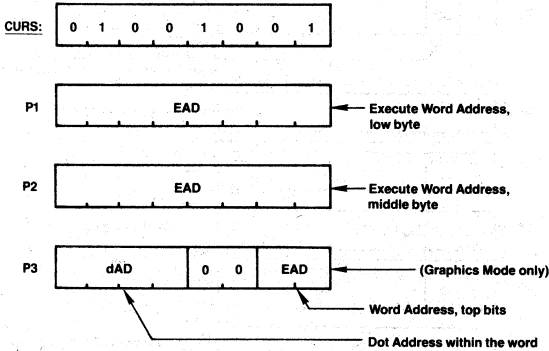 CURS: 0 1 0 0 1 0 0 1
P1 EAD Execute Word Address,
low byte
P2 EAD Execute Word Address,
middle byte
P3 dAD 0 0 EAD (Graphics Mode only)
Word Address, top bits
Dot Address within the word